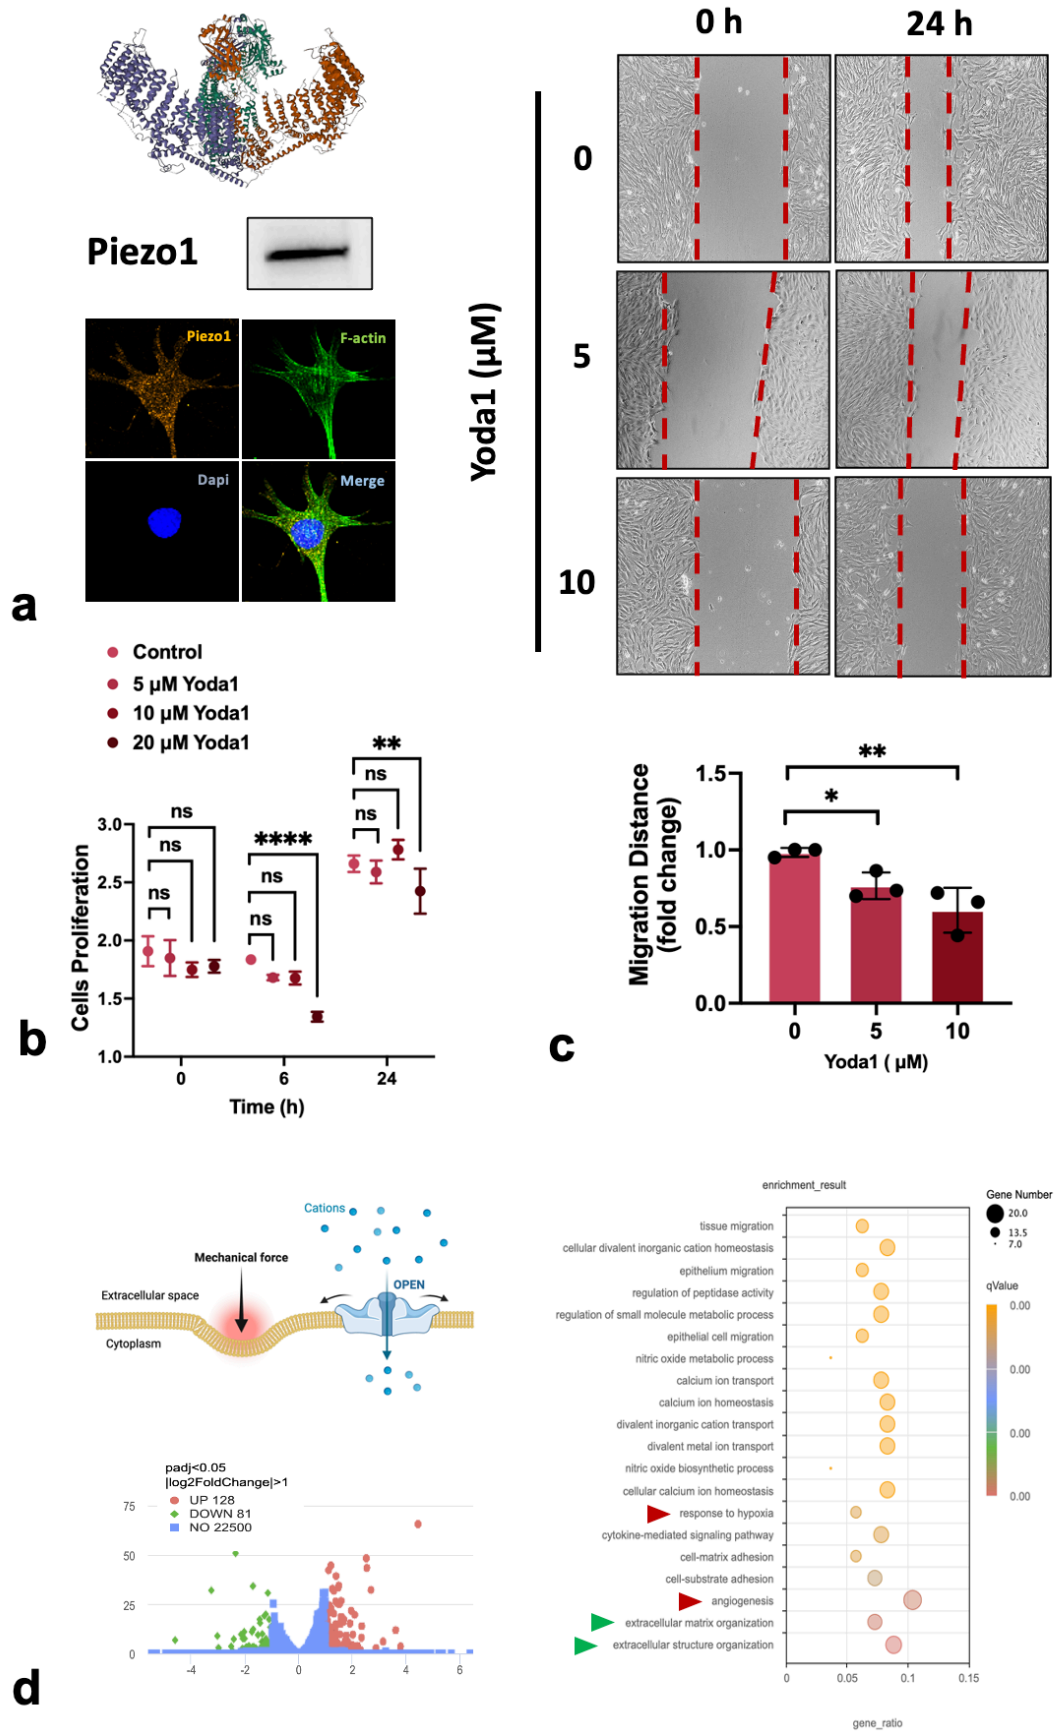 Piezo1
Piezo1
F-actin
Dapi
Merge
a
0 h
24 h
Yoda1 (μM)
0
5
10
Control
5 μM Yoda1
10 μM Yoda1
20 μM Yoda1
Cells Proliferation
3.0
2.5
2.0
1.5
1.0
ns
ns
ns
****
ns
ns
**
ns
ns
0
6
24
Time (h)
b
Migration Distance
(fold change)
1.5
1.0
0.5
0.0
**
*
0
5
10
Yoda1 ( μM)
c
Cations
Mechanical force
OPEN
Extracellular space
Cytoplasm
padj<0.05
|log2FoldChange|>1
UP 128
DOWN 81
NO 22500
75
50
25
0
-4
-2
0
2
4
6
d
enrichment_result
tissue migration
cellular divalent inorganic cation homeostasis
epithelium migration
regulation of peptidase activity
regulation of small molecule metabolic process
epithelial cell migration
nitric oxide metabolic process
calcium ion transport
calcium ion homeostasis
divalent inorganic cation transport
divalent metal ion transport
nitric oxide biosynthetic process
cellular calcium ion homeostasis
response to hypoxia
cytokine-mediated signaling pathway
cell-matrix adhesion
cell-substrate adhesion
angiogenesis
extracellular matrix organization
extracellular structure organization
0
0.05
0.1
0.15
gene_ratio
Gene Number
20.0
13.5
7.0
qValue
0.00
0.00
0.00
0.00